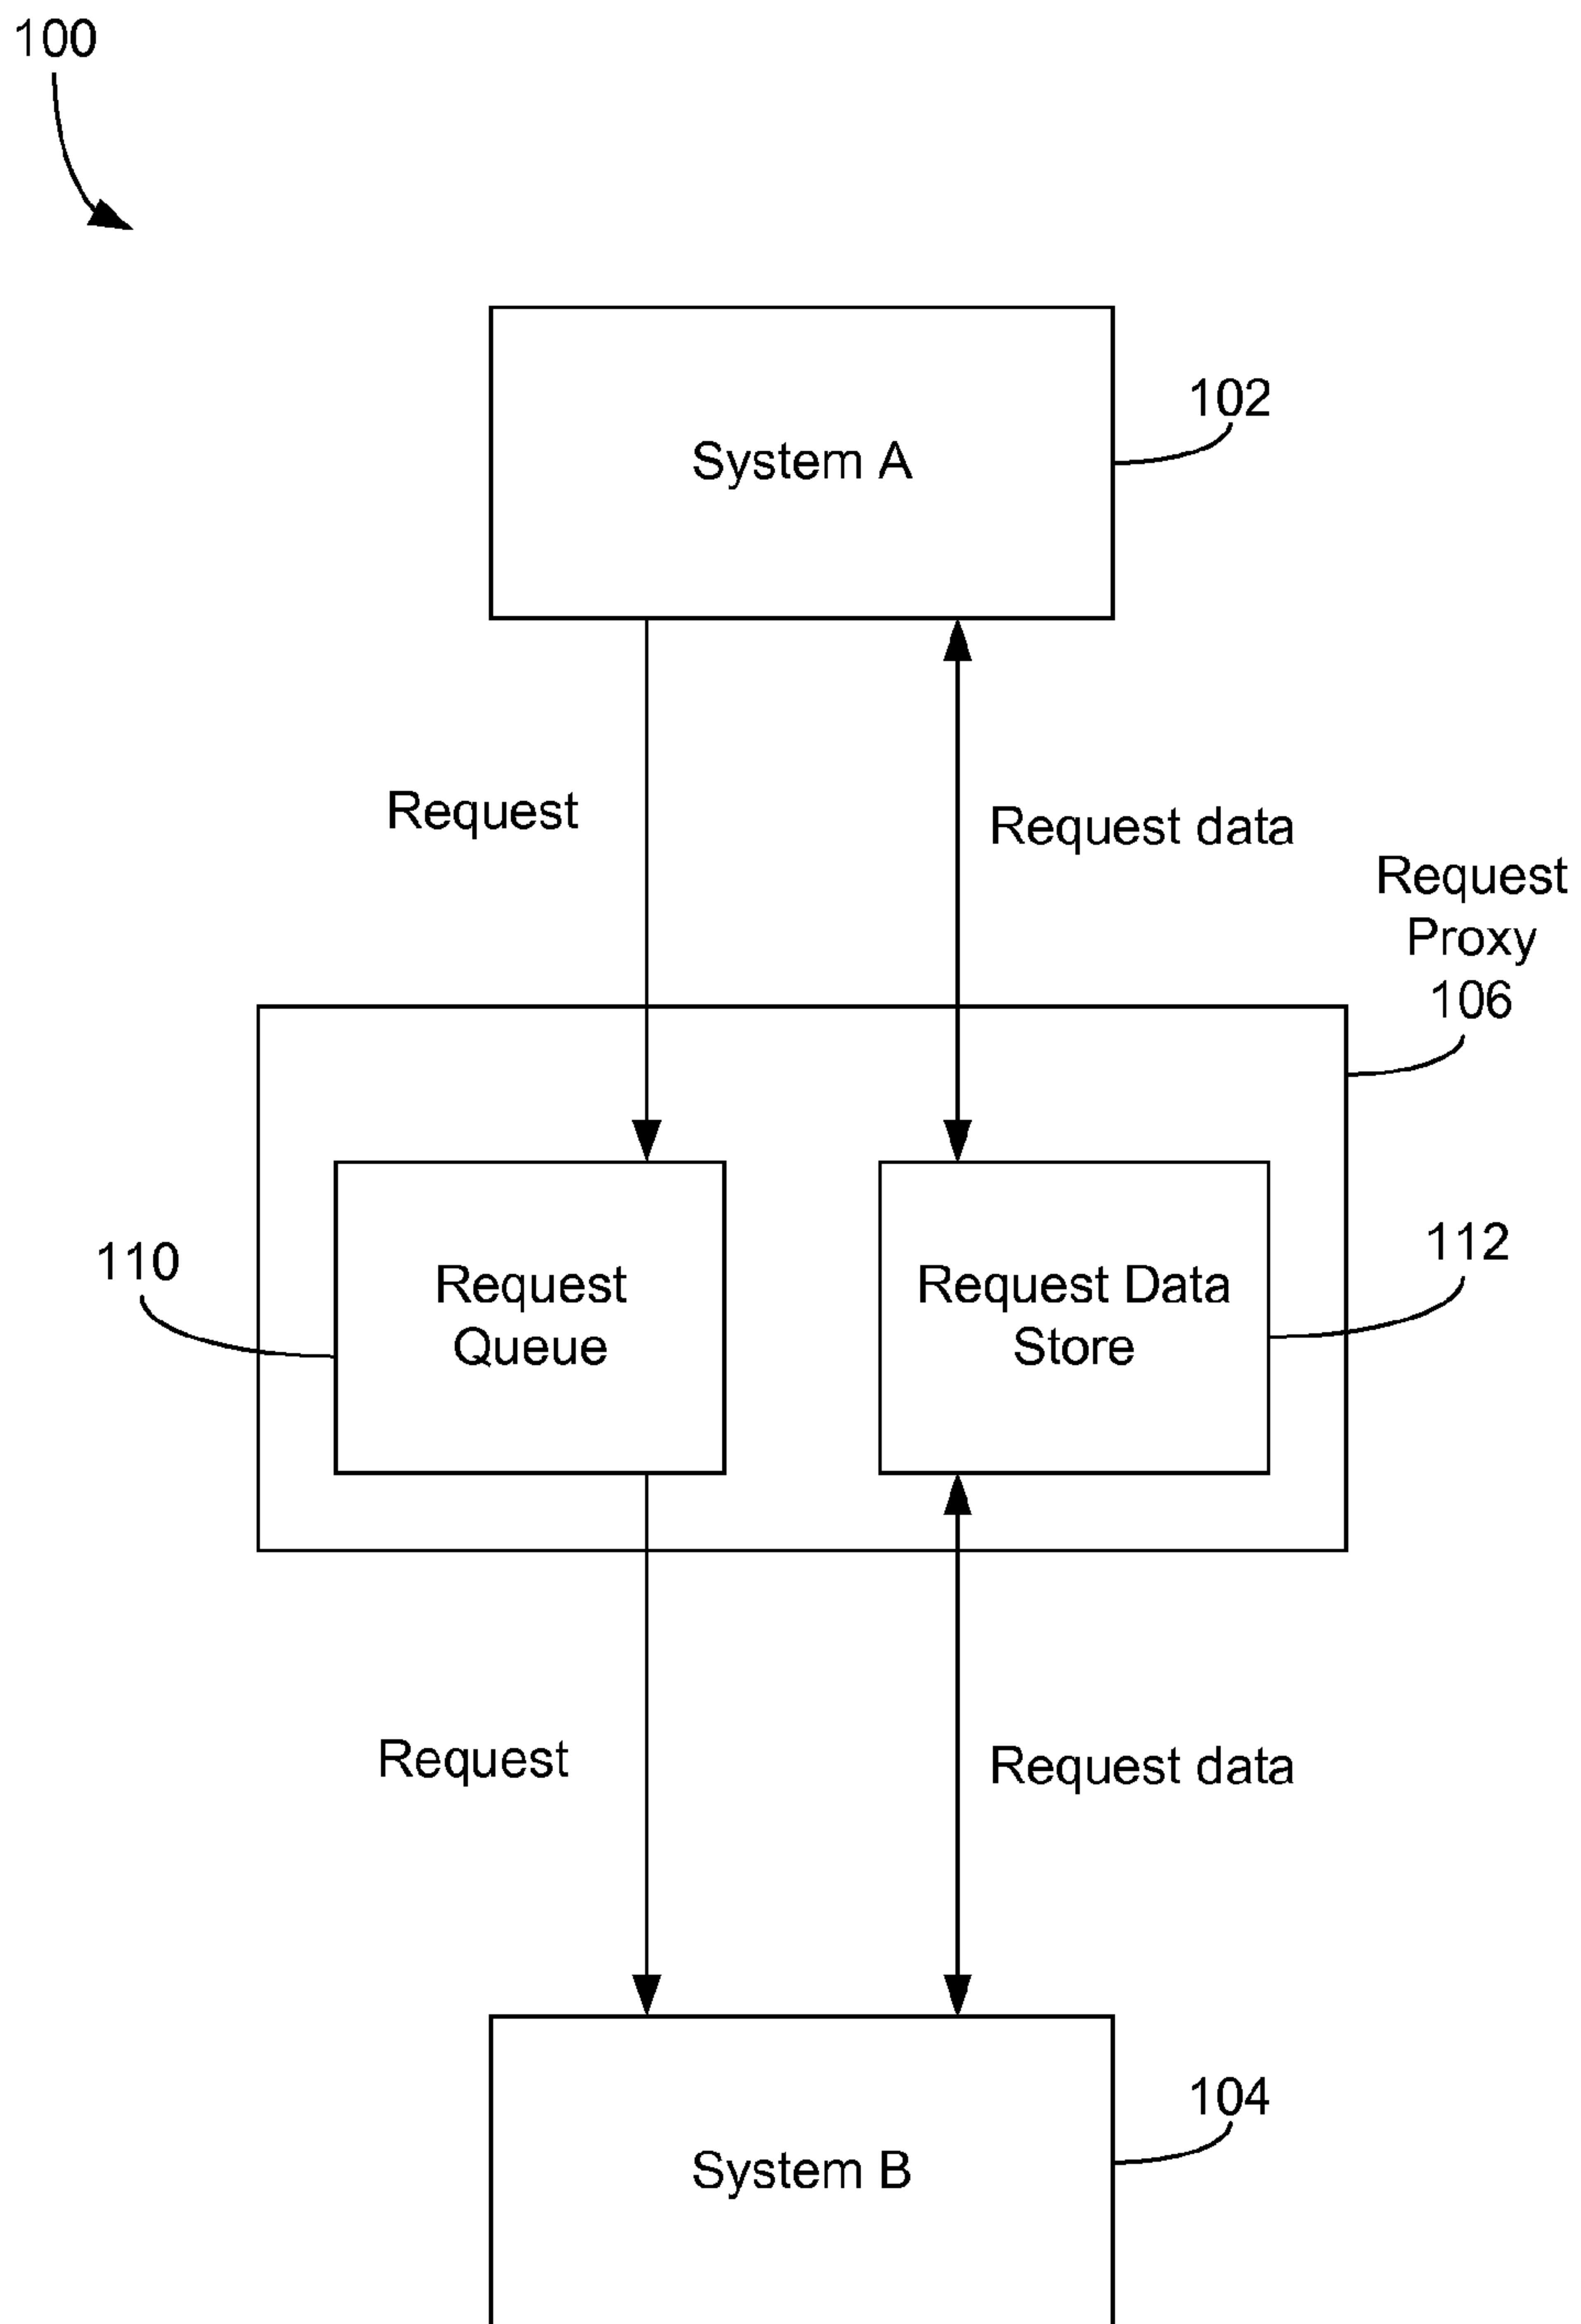 100
102
System A
Request
Request data
Request
Proxy
106
110
112
Request
Queue
Request Data
Store
Request
Request data
104
System B